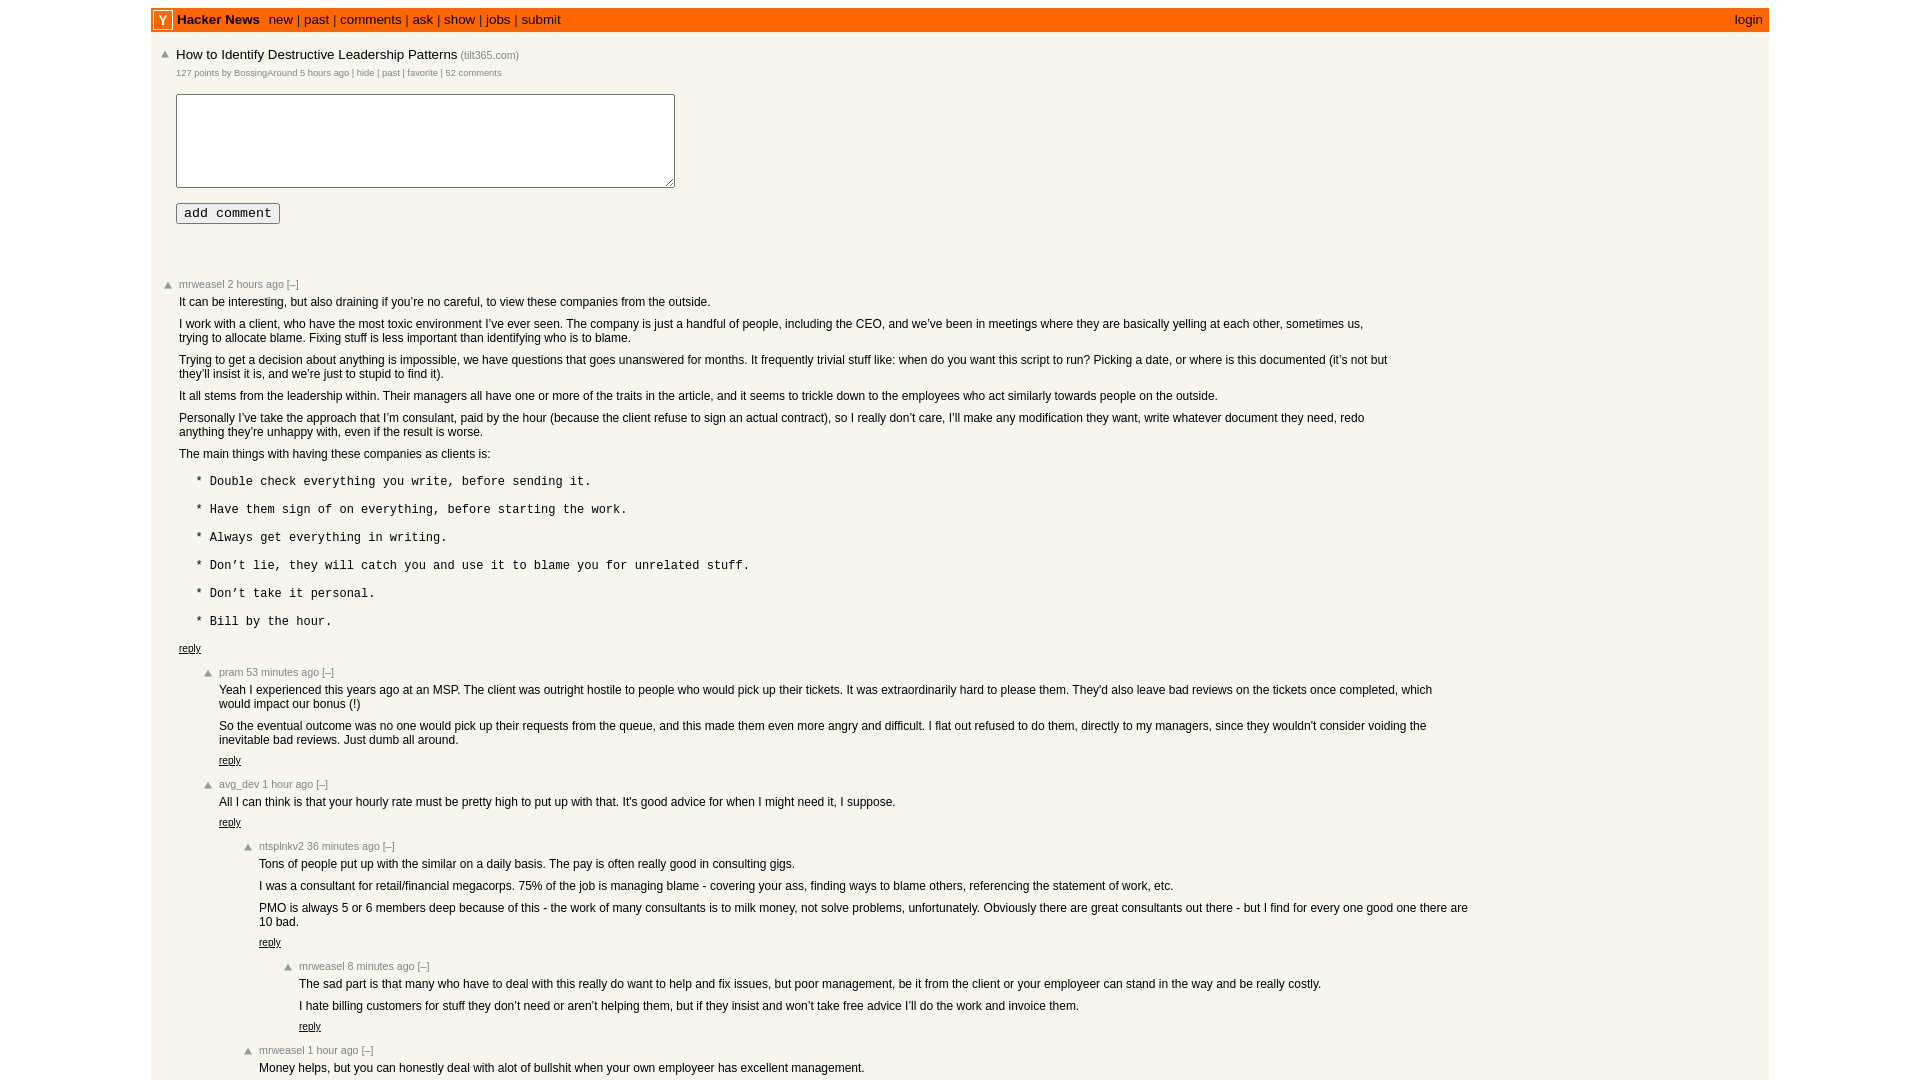 Y Hacker News new | past | comments | ask | show | jobs | submit login
How to Identify Destructive Leadership Patterns (tilt365.com)
127 points by BossingAround 5 hours ago | hide | past | favorite | 52 comments
add comment
mrweasel 2 hours ago [–]
It can be interesting, but also draining if you’re no careful, to view these companies from the outside.
I work with a client, who have the most toxic environment I’ve ever seen. The company is just a handful of people, including the CEO, and we’ve been in meetings where they are basically yelling at each other, sometimes us,
trying to allocate blame. Fixing stuff is less important than identifying who is to blame.
Trying to get a decision about anything is impossible, we have questions that goes unanswered for months. It frequently trivial stuff like: when do you want this script to run? Picking a date, or where is this documented (it’s not but
they’ll insist it is, and we’re just to stupid to find it).
It all stems from the leadership within. Their managers all have one or more of the traits in the article, and it seems to trickle down to the employees who act similarly towards people on the outside.
Personally I’ve take the approach that I’m consulant, paid by the hour (because the client refuse to sign an actual contract), so I really don’t care, I’ll make any modification they want, write whatever document they need, redo
anything they’re unhappy with, even if the result is worse.
The main things with having these companies as clients is:
* Double check everything you write, before sending it.
* Have them sign of on everything, before starting the work.
* Always get everything in writing.
* Don’t lie, they will catch you and use it to blame you for unrelated stuff.
* Don’t take it personal.
* Bill by the hour.
reply
pram 53 minutes ago [–]
Yeah I experienced this years ago at an MSP. The client was outright hostile to people who would pick up their tickets. It was extraordinarily hard to please them. They'd also leave bad reviews on the tickets once completed, which
would impact our bonus (!)
So the eventual outcome was no one would pick up their requests from the queue, and this made them even more angry and difficult. I flat out refused to do them, directly to my managers, since they wouldn't consider voiding the
inevitable bad reviews. Just dumb all around.
reply
avg_dev 1 hour ago [–]
All I can think is that your hourly rate must be pretty high to put up with that. It's good advice for when I might need it, I suppose.
reply
ntsplnkv2 36 minutes ago [–]
Tons of people put up with the similar on a daily basis. The pay is often really good in consulting gigs.
I was a consultant for retail/financial megacorps. 75% of the job is managing blame - covering your ass, finding ways to blame others, referencing the statement of work, etc.
PMO is always 5 or 6 members deep because of this - the work of many consultants is to milk money, not solve problems, unfortunately. Obviously there are great consultants out there - but I find for every one good one there are
10 bad.
reply
mrweasel 8 minutes ago [–]
The sad part is that many who have to deal with this really do want to help and fix issues, but poor management, be it from the client or your employeer can stand in the way and be really costly.
I hate billing customers for stuff they don’t need or aren’t helping them, but if they insist and won’t take free advice I’ll do the work and invoice them.
reply
mrweasel 1 hour ago [–]
Money helps, but you can honestly deal with alot of bullshit when your own employeer has excellent management.